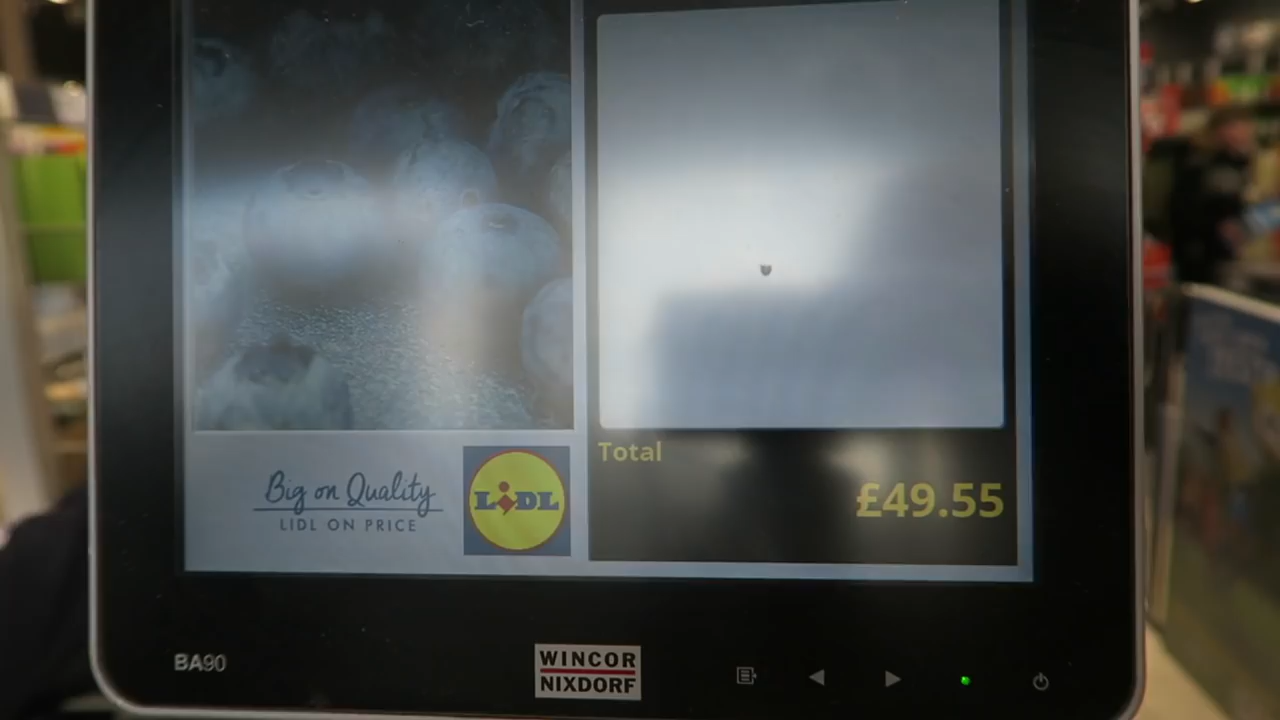 Total
£49.55
Big on Quality
LIDL ON PRICE
LIDL
BA90
WINCOR
NIXDORF